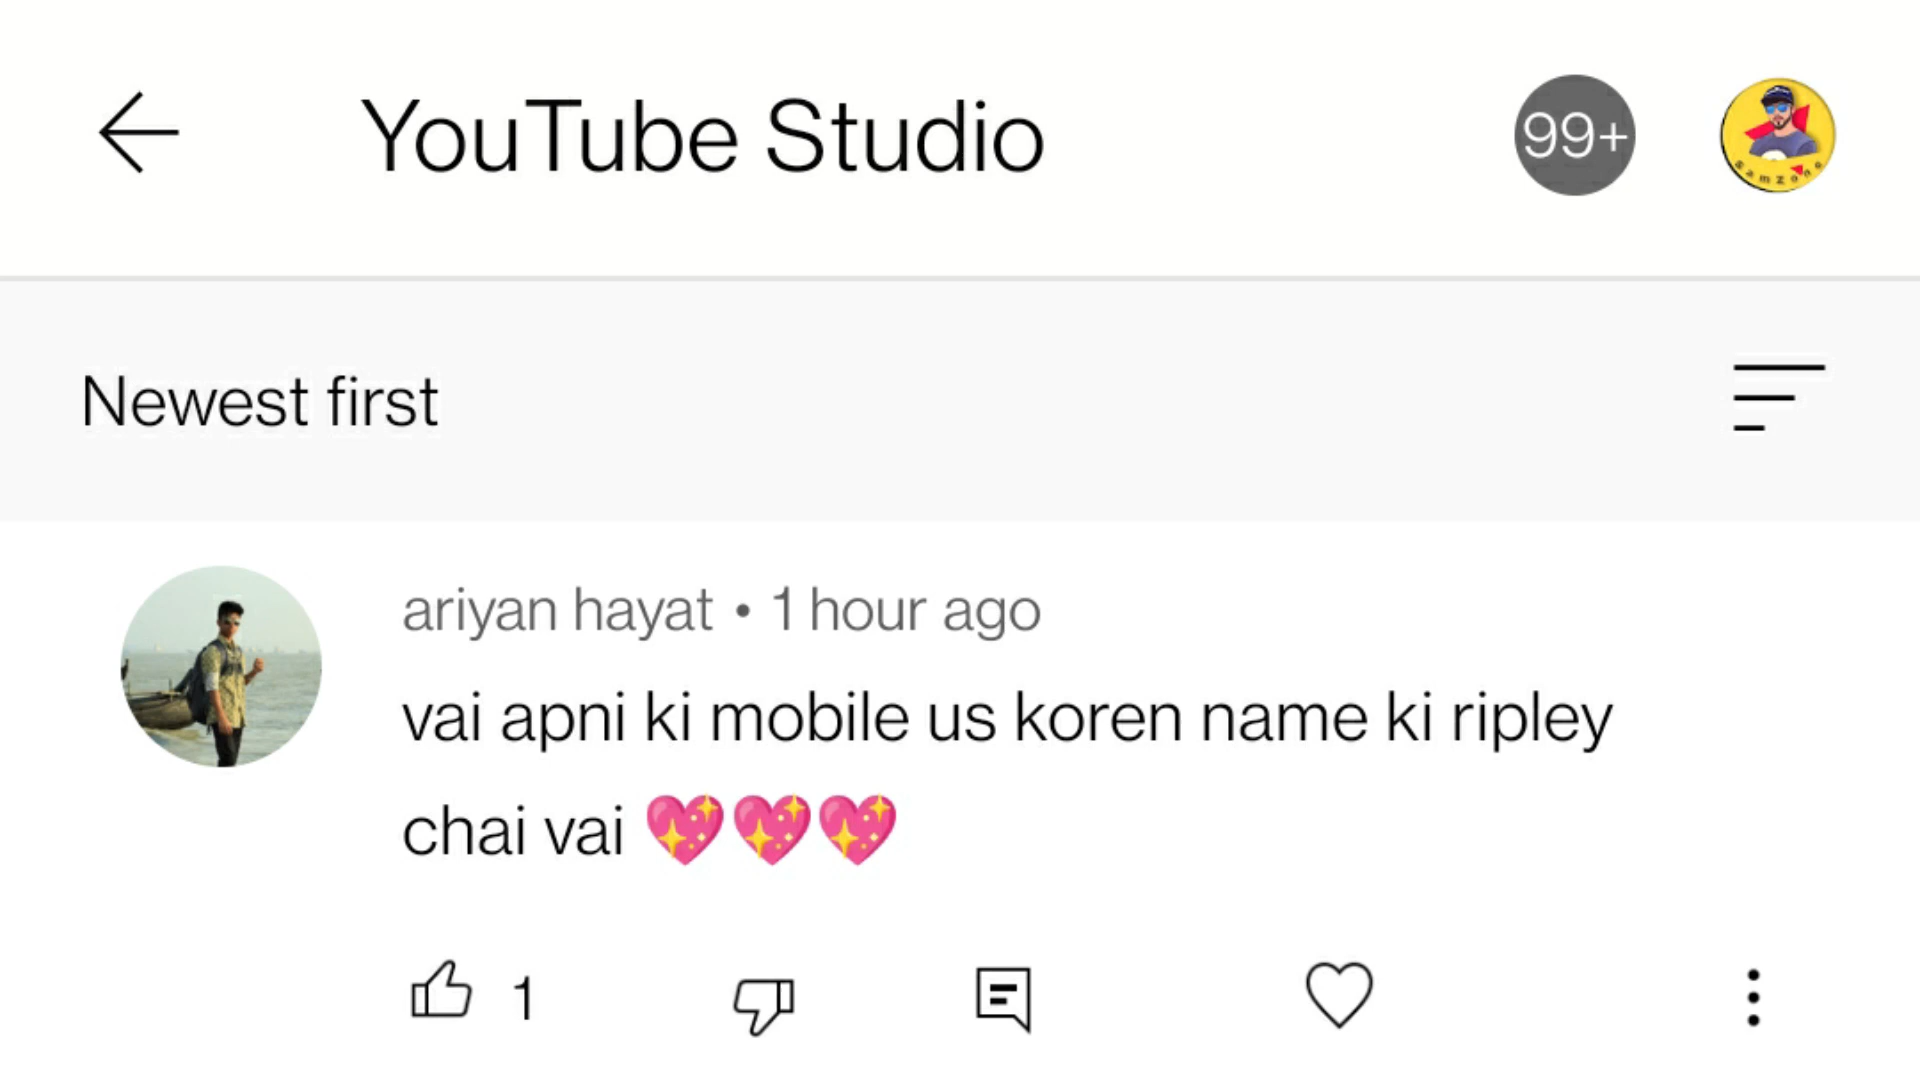 YouTube Studio
99+
SamZone
Newest first
ariyan hayat • 1 hour ago
vai apni ki mobile us koren name ki ripley
chai vai 💖💖💖
1